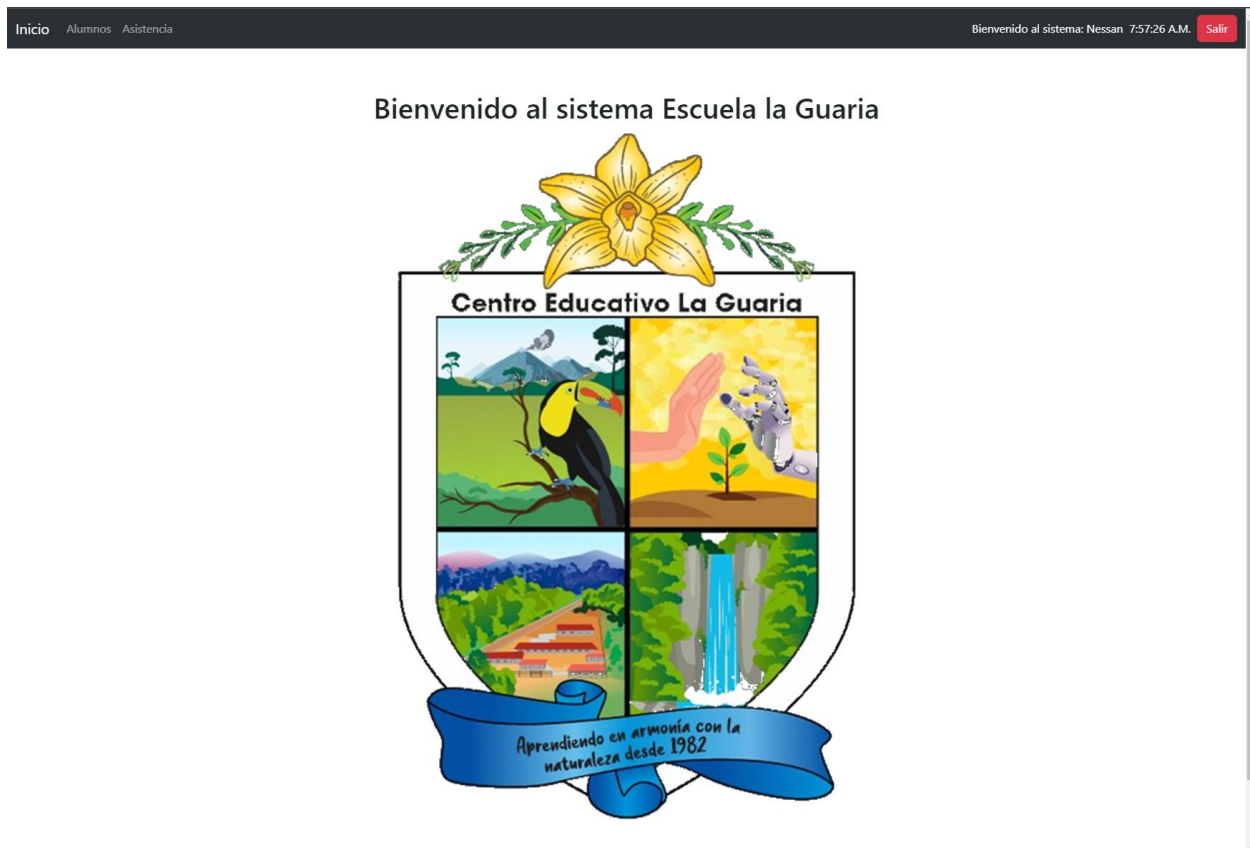 Inicio Alumnos Asistencia Bienvenido al sistema: Nessan 7:57:26 A.M. Salir
Bienvenido al sistema Escuela la Guaria
Centro Educativo La Guaria
Aprendiendo en armonía con la
naturaleza desde 1982